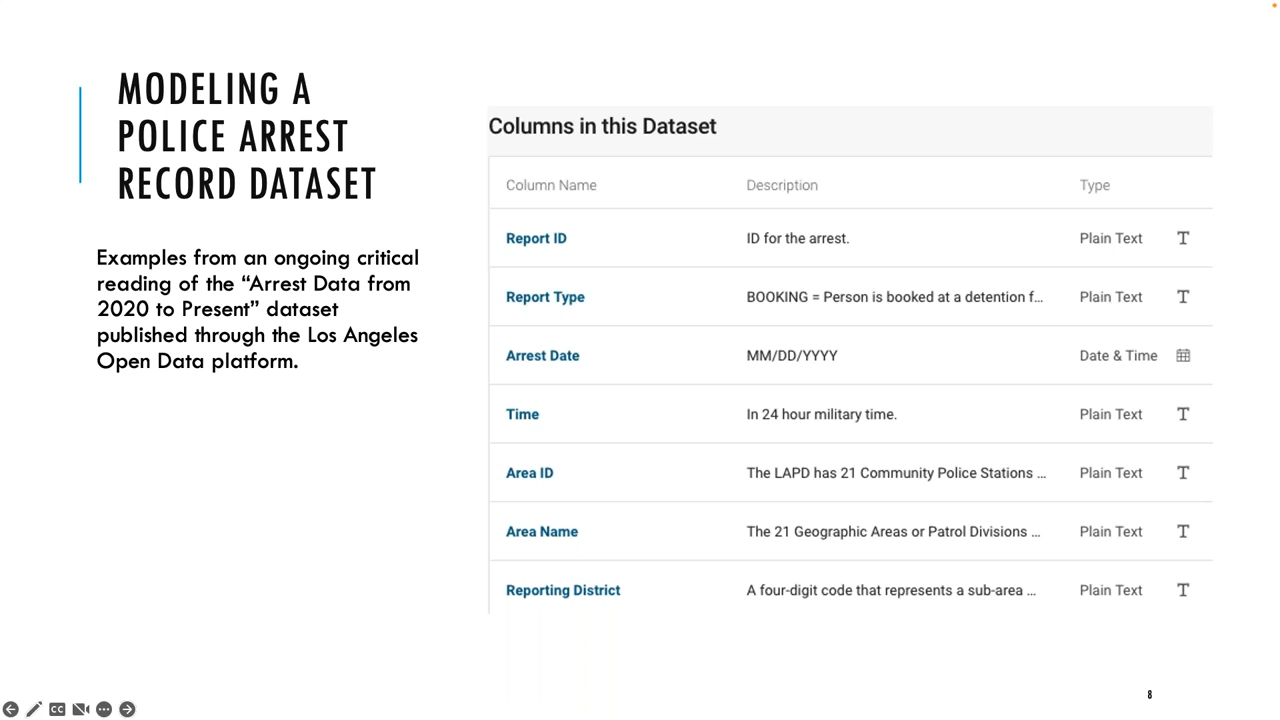 MODELING A
POLICE ARREST
RECORD DATASET
Examples from an ongoing critical
reading of the “Arrest Data from
2020 to Present” dataset
published through the Los Angeles
Open Data platform.
Columns in this Dataset
Column Name Description Type
Report ID ID for the arrest. Plain Text T
Report Type BOOKING = Person is booked at a detention f... Plain Text T
Arrest Date MM/DD/YYYY Date & Time
Time In 24 hour military time. Plain Text T
Area ID The LAPD has 21 Community Police Stations ... Plain Text T
Area Name The 21 Geographic Areas or Patrol Divisions ... Plain Text T
Reporting District A four-digit code that represents a sub-area ... Plain Text T
8
CC